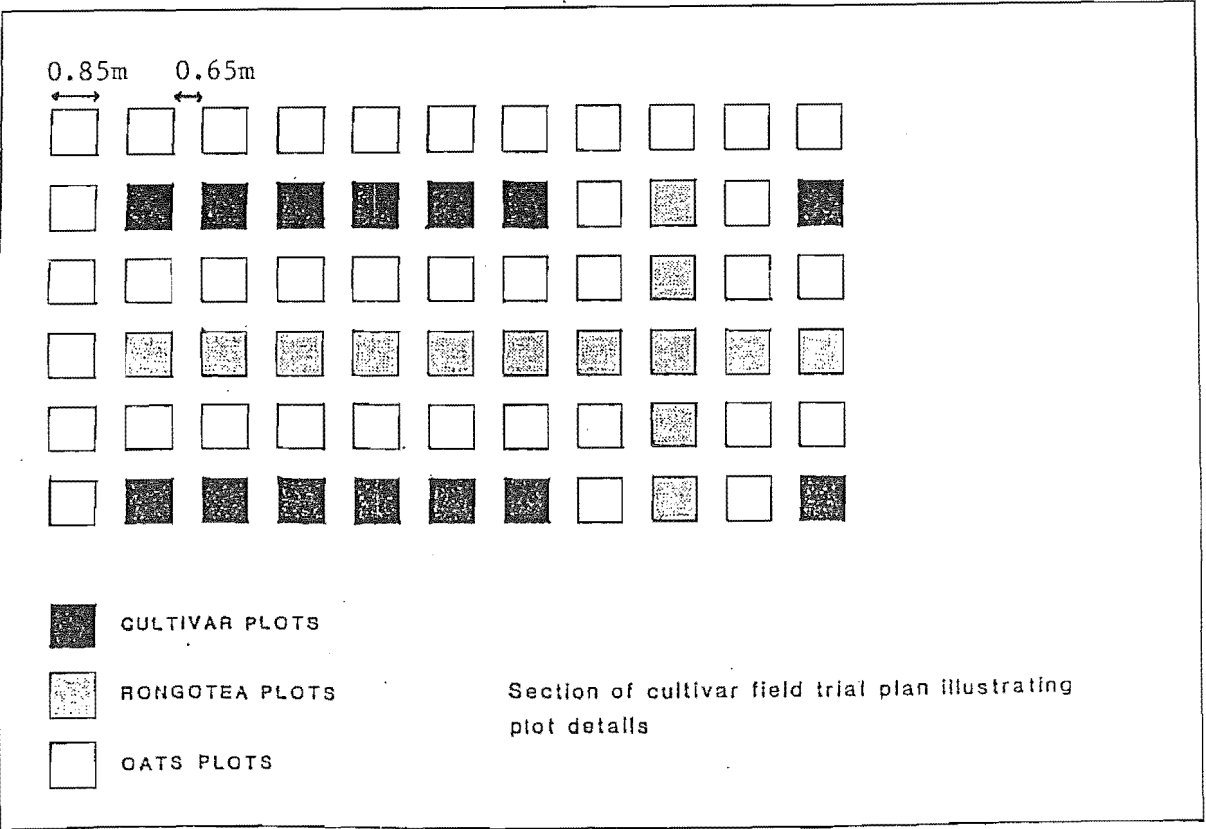 0.85m 0.65m
CULTIVAR PLOTS
RONGOTEA PLOTS
Section of cultivar field trial plan illustrating
plot details
OATS PLOTS